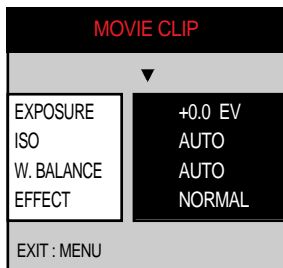 MOVIE CLIP
▼
EXPOSURE +0.0 EV
ISO AUTO
W. BALANCE AUTO
EFFECT NORMAL
EXIT : MENU